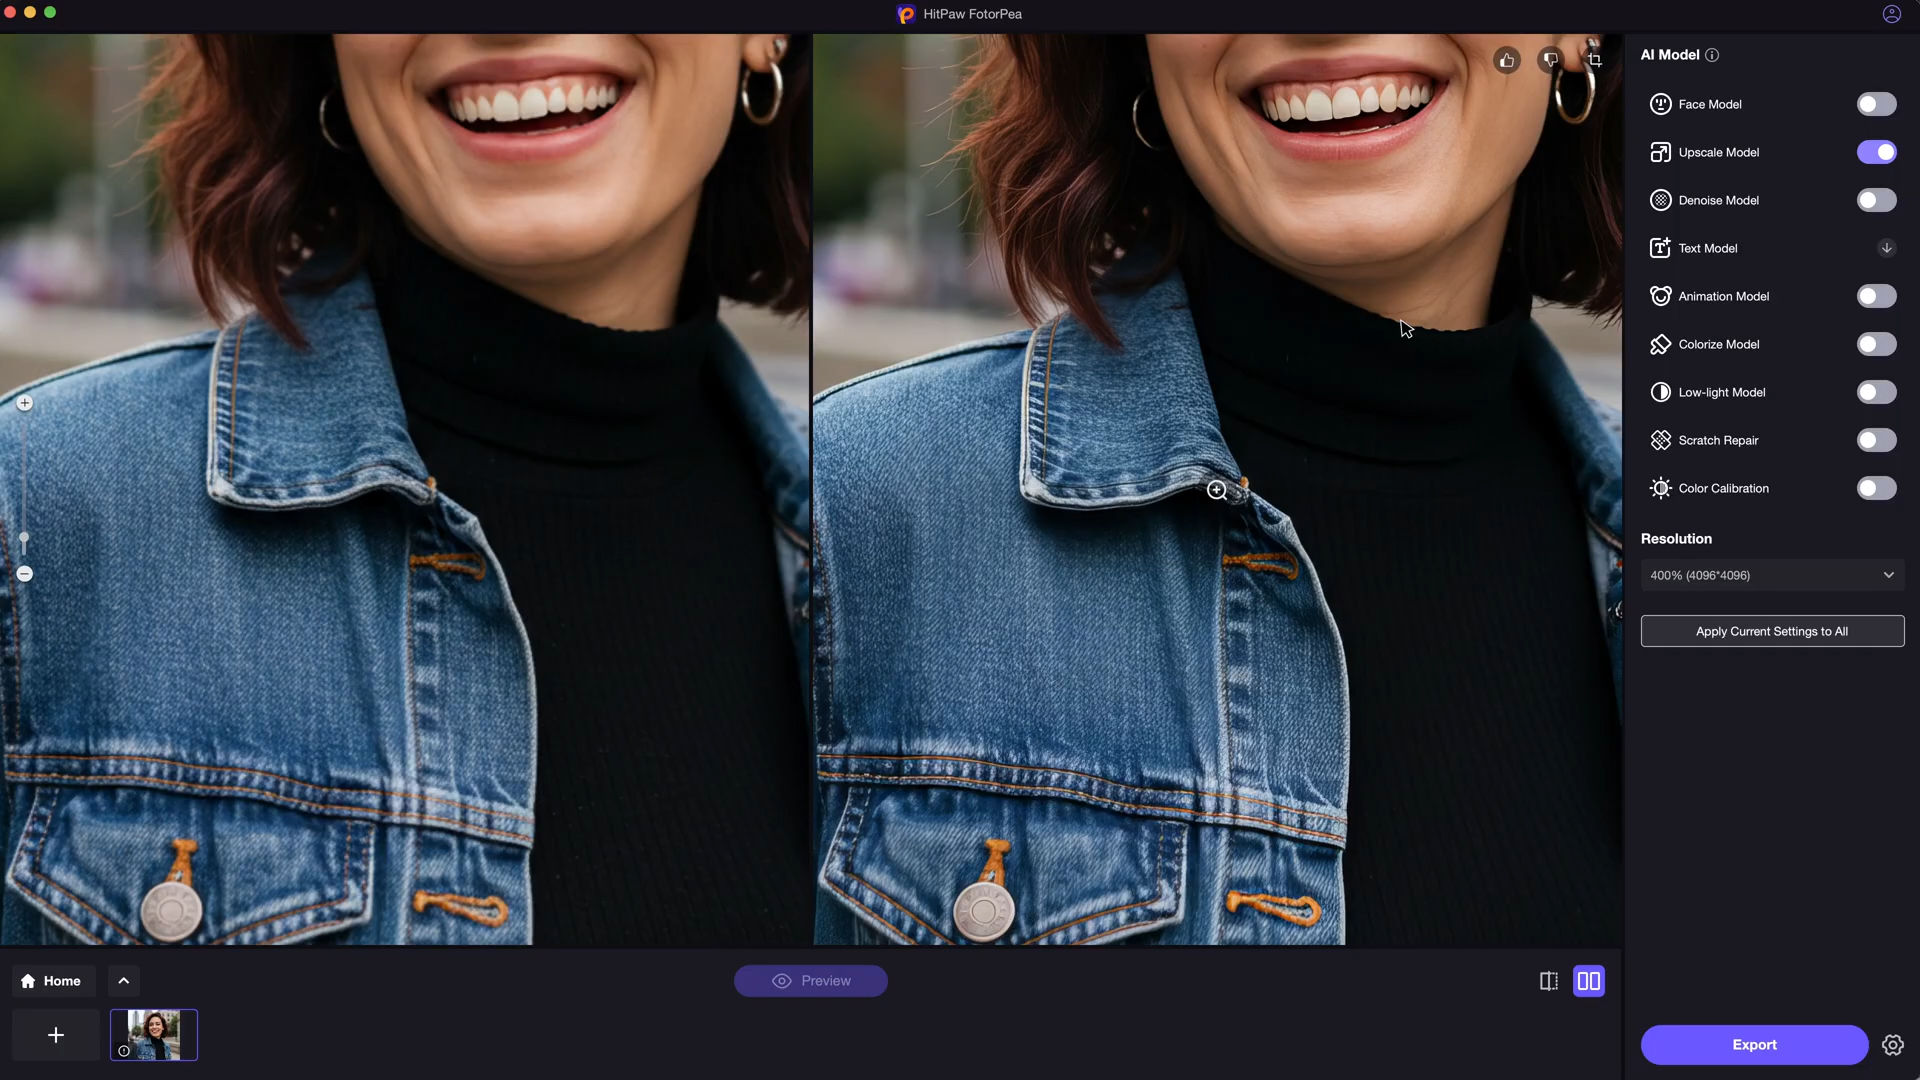 HitPaw FotorPea
AI Model
Face Model
Upscale Model
Denoise Model
Text Model
Animation Model
Colorize Model
Low-light Model
Scratch Repair
Color Calibration
Resolution
400% (4096*4096)
Apply Current Settings to All
Home
Preview
Export